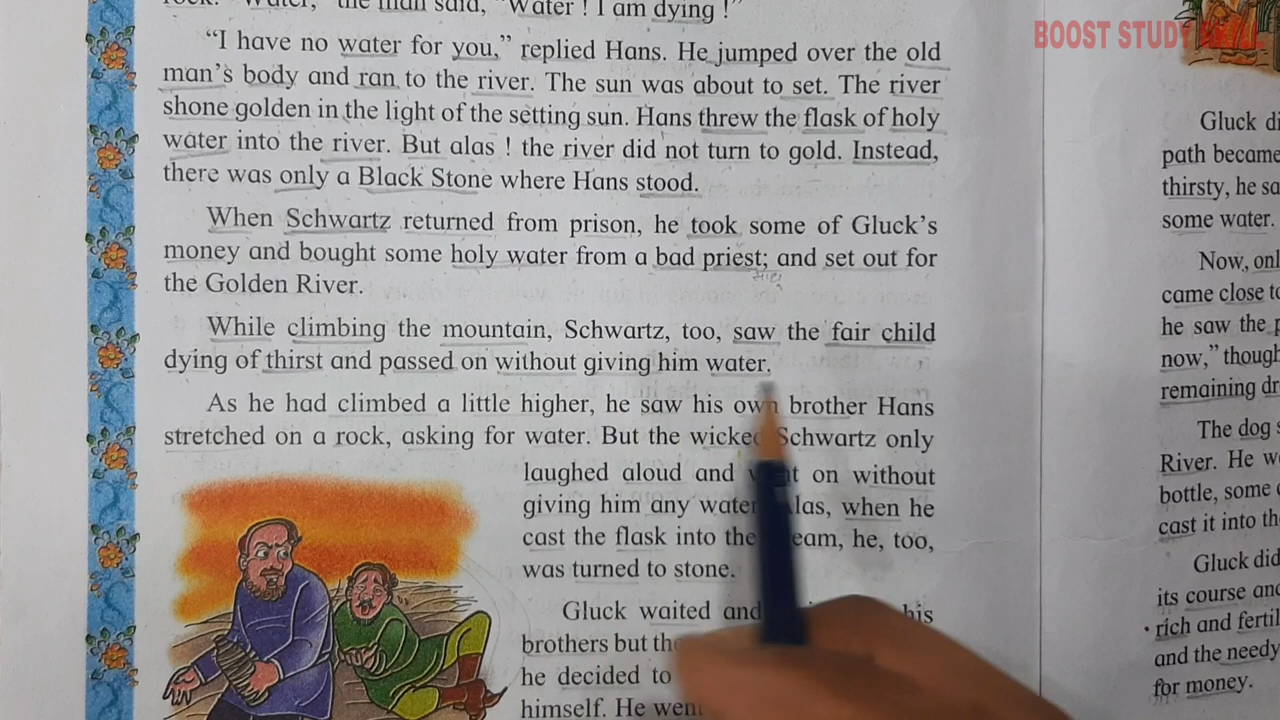 rock. "Water," the man said, "Water ! I am dying !"
"I have no water for you," replied Hans. He jumped over the old
man's body and ran to the river. The sun was about to set. The river
shone golden in the light of the setting sun. Hans threw the flask of holy
water into the river. But alas ! the river did not turn to gold. Instead,
there was only a Black Stone where Hans stood.
When Schwartz returned from prison, he took some of Gluck's
money and bought some holy water from a bad priest; and set out for
the Golden River.
While climbing the mountain, Schwartz, too, saw the fair child
dying of thirst and passed on without giving him water.
As he had climbed a little higher, he saw his own brother Hans
stretched on a rock, asking for water. But the wicked Schwartz only
laughed aloud and on without
giving him any water when he
cast the flask into the he, too,
was turned to stone.
Gluck waited and his
brothers but
he decided to
himself. He
BOOST STUDY SKILL
Gluck
path became
thirsty, he
some water.
Now,
came close
he saw the
now," though
remaining
The dog
River. He
bottle, some
cast it into
Gluck did
its course
rich and
and the needy
for money.